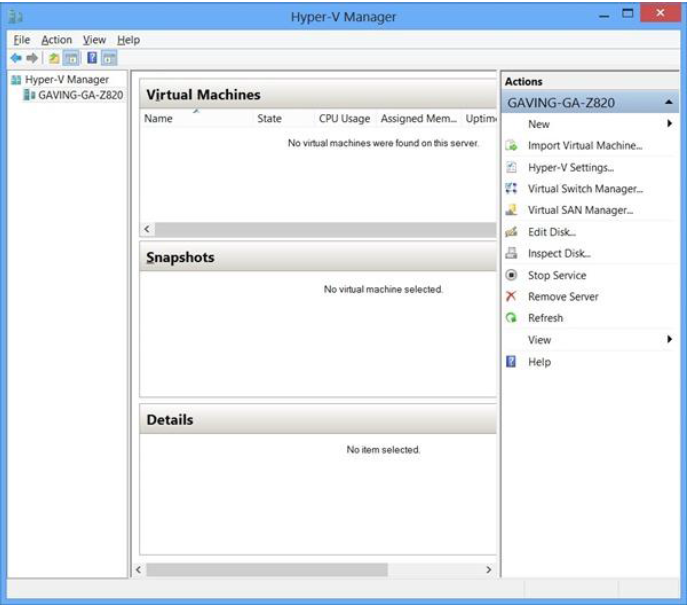 Hyper-V Manager
File Action View Help
Hyper-V Manager
GAVING-GA-Z820
Virtual Machines
Name State CPU Usage Assigned Mem... Uptim
No virtual machines were found on this server.
Snapshots
No virtual machine selected.
Details
No item selected.
Actions
GAVING-GA-Z820
New
Import Virtual Machine...
Hyper-V Settings...
Virtual Switch Manager...
Virtual SAN Manager...
Edit Disk...
Inspect Disk...
Stop Service
Remove Server
Refresh
View
Help